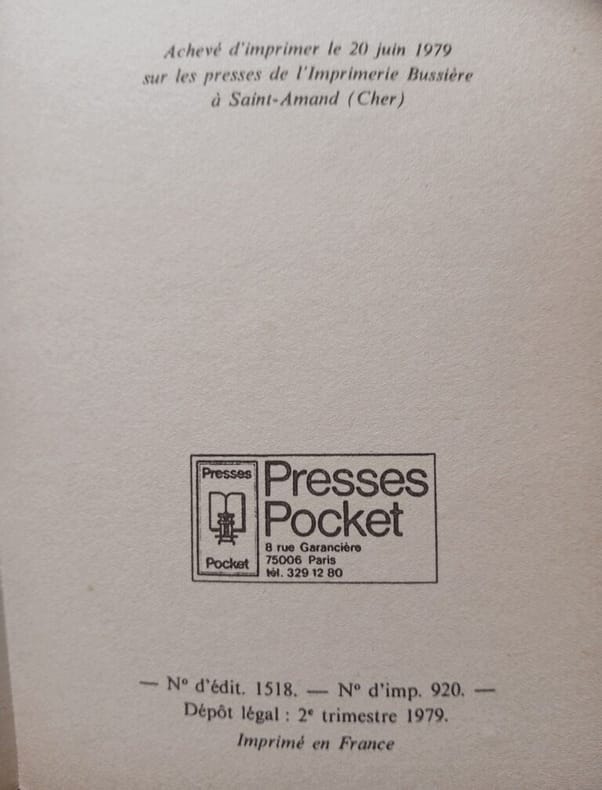 Achevé d'imprimer le 20 juin 1979
sur les presses de l'Imprimerie Bussière
à Saint-Amand (Cher)
Presses
Pocket
Presses
Pocket
8 rue Garancière
75006 Paris
tél. 329 12 80
— Nº d'édit. 1518. — Nº d'imp. 920. —
Dépôt légal : 2e trimestre 1979.
Imprimé en France